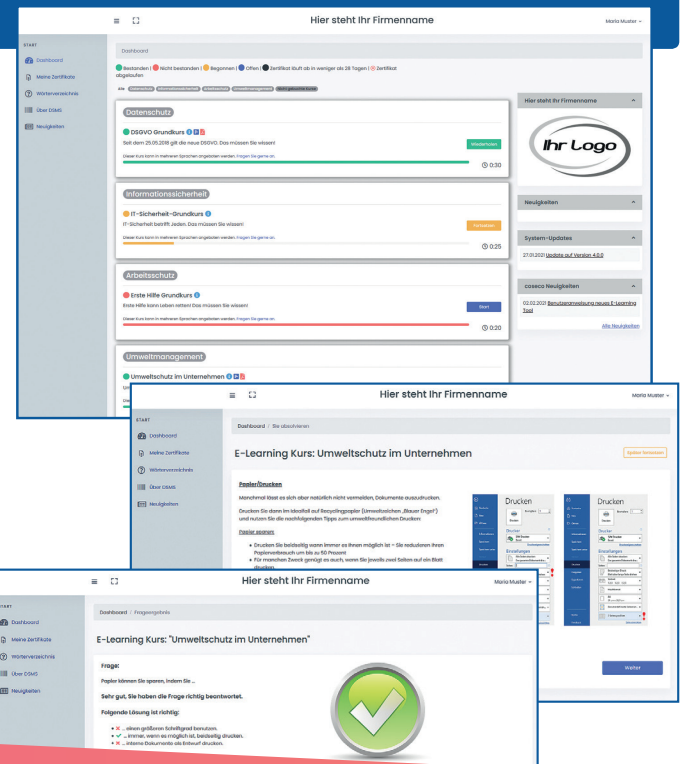 Hier steht Ihr Firmenname
Maria Muster
START
Dashboard
Meine Zertifikate
Wörterverzeichnis
Über DSMS
Neuigkeiten
Dashboard
Bestanden | Nicht bestanden | Begonnen | Offen | Zertifikat läuft ab in weniger als 28 Tagen | Zertifikat
abgelaufen
Alle Datenschutz Informationssicherheit Arbeitsschutz Umweltmanagement
Datenschutz
DSGVO Grundkurs
Seit dem 25.05.2018 gilt die neue DSGVO. Das müssen Sie wissen!
Wiederholen
Dieser Kurs kann in mehreren Sprachen angeboten werden. Fragen Sie gerne an.
0:30
Informationssicherheit
IT-Sicherheit-Grundkurs
IT-Sicherheit betrifft Jeden. Das müssen Sie wissen!
Fortsetzen
Dieser Kurs kann in mehreren Sprachen angeboten werden. Fragen Sie gerne an.
0:25
Arbeitsschutz
Erste Hilfe Grundkurs
Erste Hilfe kann Leben retten! Das müssen Sie wissen!
Start
Dieser Kurs kann in mehreren Sprachen angeboten werden. Fragen Sie gerne an.
0:20
Umweltmanagement
Umweltschutz im Unternehmen
Hier steht Ihr Firmenname
Ihr Logo
Neuigkeiten
System-Updates
27.01.2021 Update auf Version 4.0.0
caseco Neuigkeiten
02.02.2021 Benutzeranweisung neues E-Learning
Tool
Alle Neuigkeiten
Hier steht Ihr Firmenname
Maria Muster
START
Dashboard
Meine Zertifikate
Wörterverzeichnis
Über DSMS
Neuigkeiten
Dashboard / Sie absolvieren
E-Learning Kurs: Umweltschutz im Unternehmen
Später fortsetzen
Papier/Drucken
Manchmal lässt es sich aber natürlich nicht vermeiden, Dokumente auszudrucken.
Drucken Sie dann im Idealfall auf Recyclingpapier (Umweltzeichen „Blauer Engel")
und nutzen Sie die nachfolgenden Tipps zum umweltfreundlichen Drucken:
Papier sparen:
Drucken Sie beidseitig wann immer es Ihnen möglich ist – Sie reduzieren Ihren
Papierverbrauch um bis zu 50 Prozent
Für manchen Zweck genügt es auch, wenn Sie jeweils zwei Seiten auf ein Blatt
drucken.
Drucken
Drucken
Drucker
Einstellungen
Drucken
Drucken
Drucker
Einstellungen
Weiter
Hier steht Ihr Firmenname
Maria Muster
START
Dashboard
Meine Zertifikate
Wörterverzeichnis
Über DSMS
Neuigkeiten
Dashboard / Frageergebnis
E-Learning Kurs: "Umweltschutz im Unternehmen"
Frage:
Papier können Sie sparen, indem Sie ...
Sehr gut, Sie haben die Frage richtig beantwortet.
Folgende Lösung ist richtig:
... einen größeren Schriftgrad benutzen.
... immer, wenn es möglich ist, beidseitig drucken.
... interne Dokumente als Entwurf drucken.